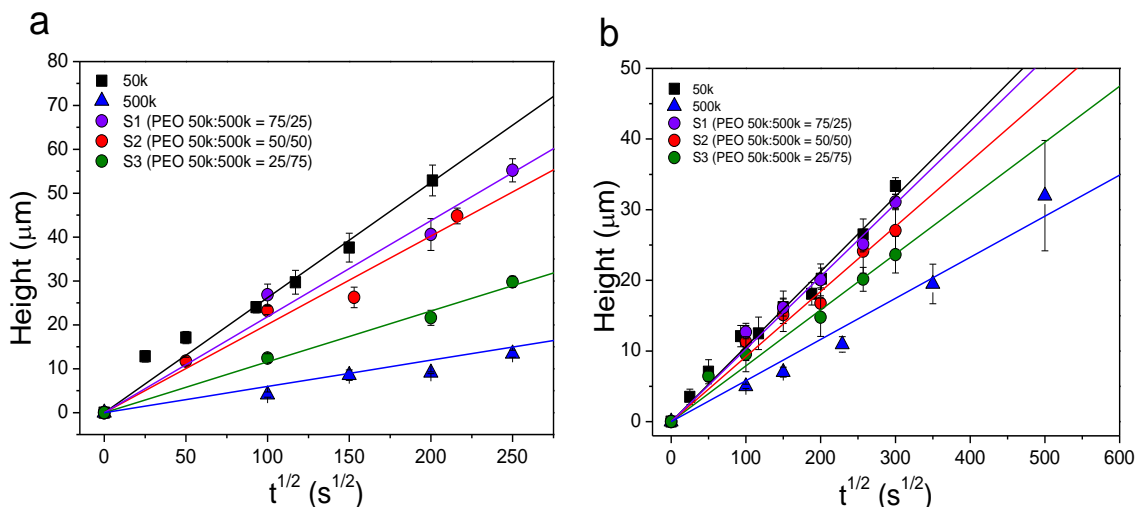 a
80
70
60
50
40
30
20
10
0
Height (μm)
50k
500k
S1 (PEO 50k:500k = 75/25)
S2 (PEO 50k:500k = 50/50)
S3 (PEO 50k:500k = 25/75)
0 50 100 150 200 250
t^1/2 (s^1/2)
b
50
40
30
20
10
0
Height (μm)
50k
500k
S1 (PEO 50k:500k = 75/25)
S2 (PEO 50k:500k = 50/50)
S3 (PEO 50k:500k = 25/75)
0 100 200 300 400 500 600
t^1/2 (s^1/2)